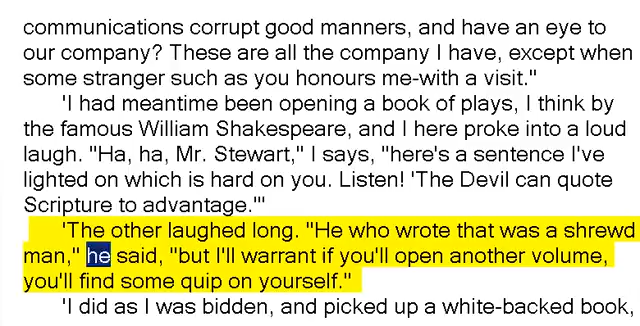 communications corrupt good manners, and have an eye to
our company? These are all the company I have, except when
some stranger such as you honours me-with a visit."
'I had meantime been opening a book of plays, I think by
the famous William Shakespeare, and I here proke into a loud
laugh. "Ha, ha, Mr. Stewart," I says, "here's a sentence I've
lighted on which is hard on you. Listen! 'The Devil can quote
Scripture to advantage.'"
'The other laughed long. "He who wrote that was a shrewd
man," he said, "but I'll warrant if you'll open another volume,
you'll find some quip on yourself."
'I did as I was bidden, and picked up a white-backed book,